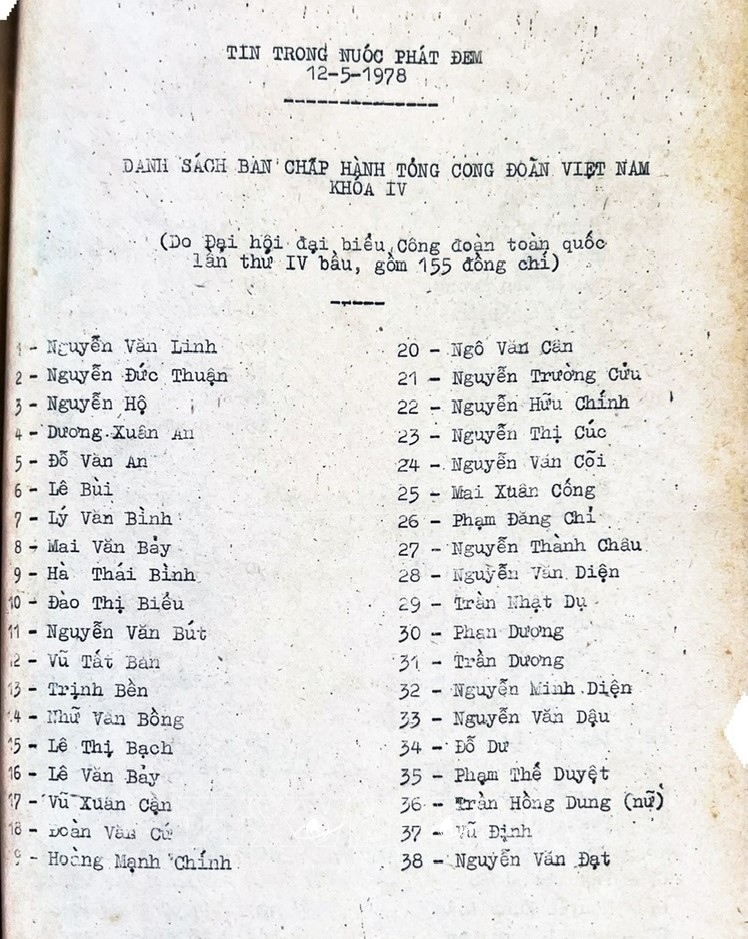 TIN TRONG NƯỚC PHÁT ĐEM
12-5-1978
DANH SÁCH BAN CHẤP HÀNH TỔNG CÔNG ĐOÀN VIỆT NAM
KHÓA IV
(Do Đại hội đại biểu Công đoàn toàn quốc
lần thứ IV bầu, gồm 155 đồng chí)
1 - Nguyễn Văn Linh
2 - Nguyễn Đức Thuận
3 - Nguyễn Hộ
4 - Dương Xuân An
5 - Đỗ Văn An
6 - Lê Bùi
7 - Lý Văn Bình
8 - Mai Văn Bảy
9 - Hà Thái Bình
10 - Đào Thị Biểu
11 - Nguyễn Văn Bút
12 - Vũ Tất Ban
13 - Trịnh Bền
14 - Nhữ Văn Bồng
15 - Lê Thị Bạch
16 - Lê Văn Bảy
17 - Vũ Xuân Cận
18 - Đoàn Văn Cứ
19 - Hoàng Mạnh Chính
20 - Ngô Văn Cân
21 - Nguyễn Trường Cửu
22 - Nguyễn Hữu Chính
23 - Nguyễn Thị Cúc
24 - Nguyễn Văn Cõi
25 - Mai Xuân Cống
26 - Phạm Đăng Chỉ
27 - Nguyễn Thành Châu
28 - Nguyễn Văn Diện
29 - Trần Nhật Dụ
30 - Phan Dương
31 - Trần Dương
32 - Nguyễn Minh Diện
33 - Nguyễn Văn Dậu
34 - Đỗ Dư
35 - Phạm Thế Duyệt
36 - Trần Hồng Dung (nữ)
37 - Vũ Định
38 - Nguyễn Văn Đạt